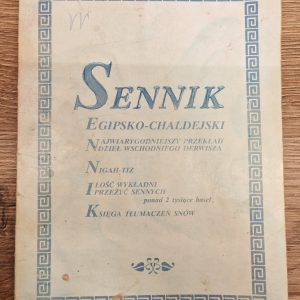 SENNIK
EGIPSKO-CHALDEJSKI
NAJWIARYGODNIEJSZY PRZEKŁAD
NDZIEŁ WSCHODNIEGO DERWISZA
NIGAH-TIZ
ILOŚĆ WYKŁADNI
PRZEŻYĆ SENNYCH
ponad 2 tysiące haseł
KSIĘGA TŁUMACZEŃ SNÓW